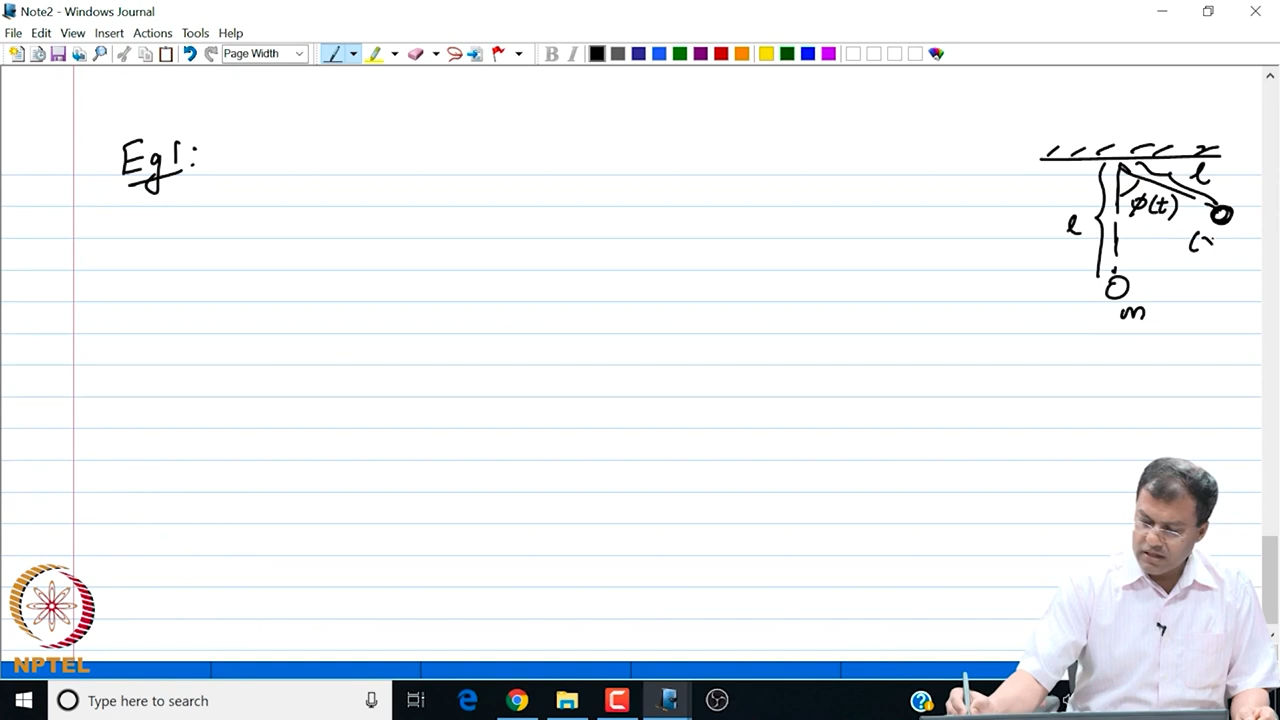 Note2 - Windows Journal
File Edit View Insert Actions Tools Help
Page Width
B I
Eg 1:
l
l
ϕ(t)
(x
m
NPTEL
Type here to search